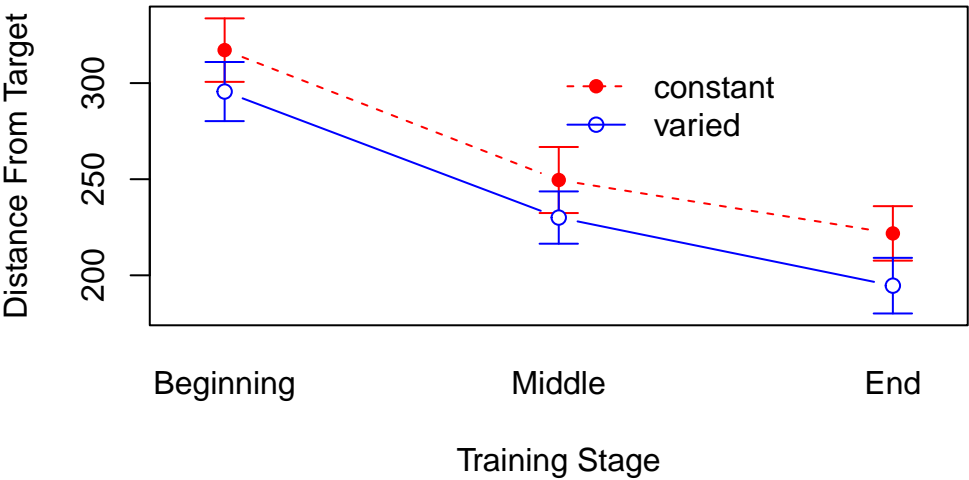 Distance From Target
300
250
200
constant
varied
Beginning Middle End
Training Stage